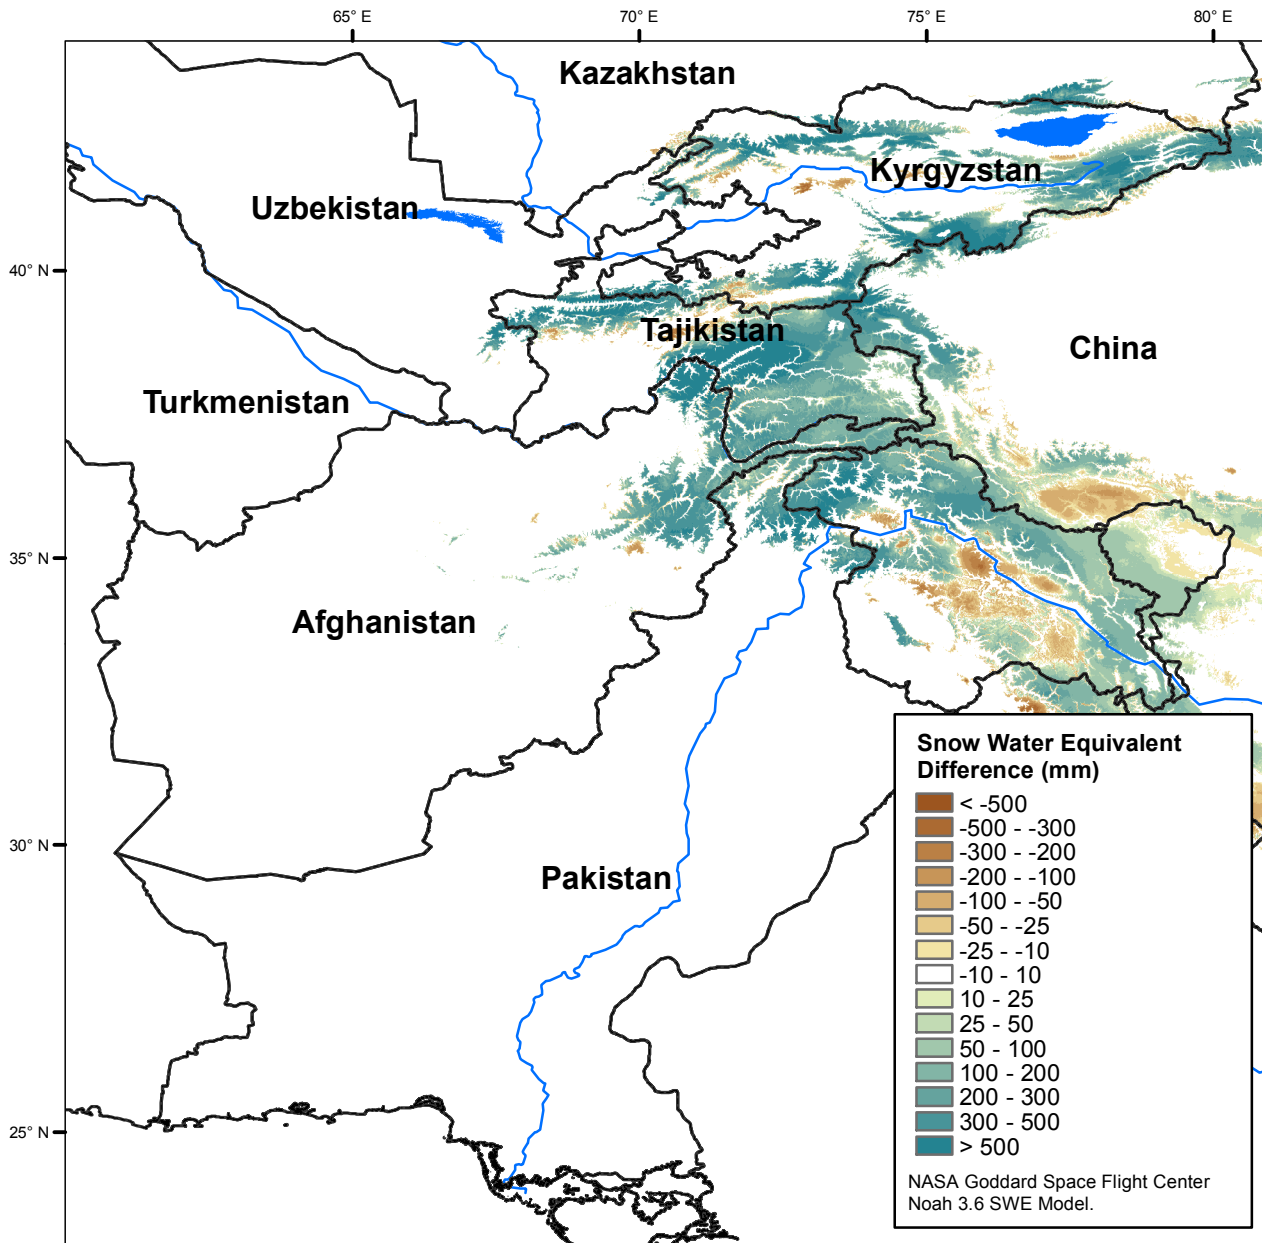 65° E
70° E
75° E
80° E
Kazakhstan
Kyrgyzstan
Uzbekistan
40° N
Tajikistan
China
Turkmenistan
35° N
Afghanistan
30° N
Pakistan
25° N
Snow Water Equivalent
Difference (mm)
< -500
-500 - -300
-300 - -200
-200 - -100
-100 - -50
-50 - -25
-25 - -10
-10 - 10
10 - 25
25 - 50
50 - 100
100 - 200
200 - 300
300 - 500
> 500
NASA Goddard Space Flight Center
Noah 3.6 SWE Model.